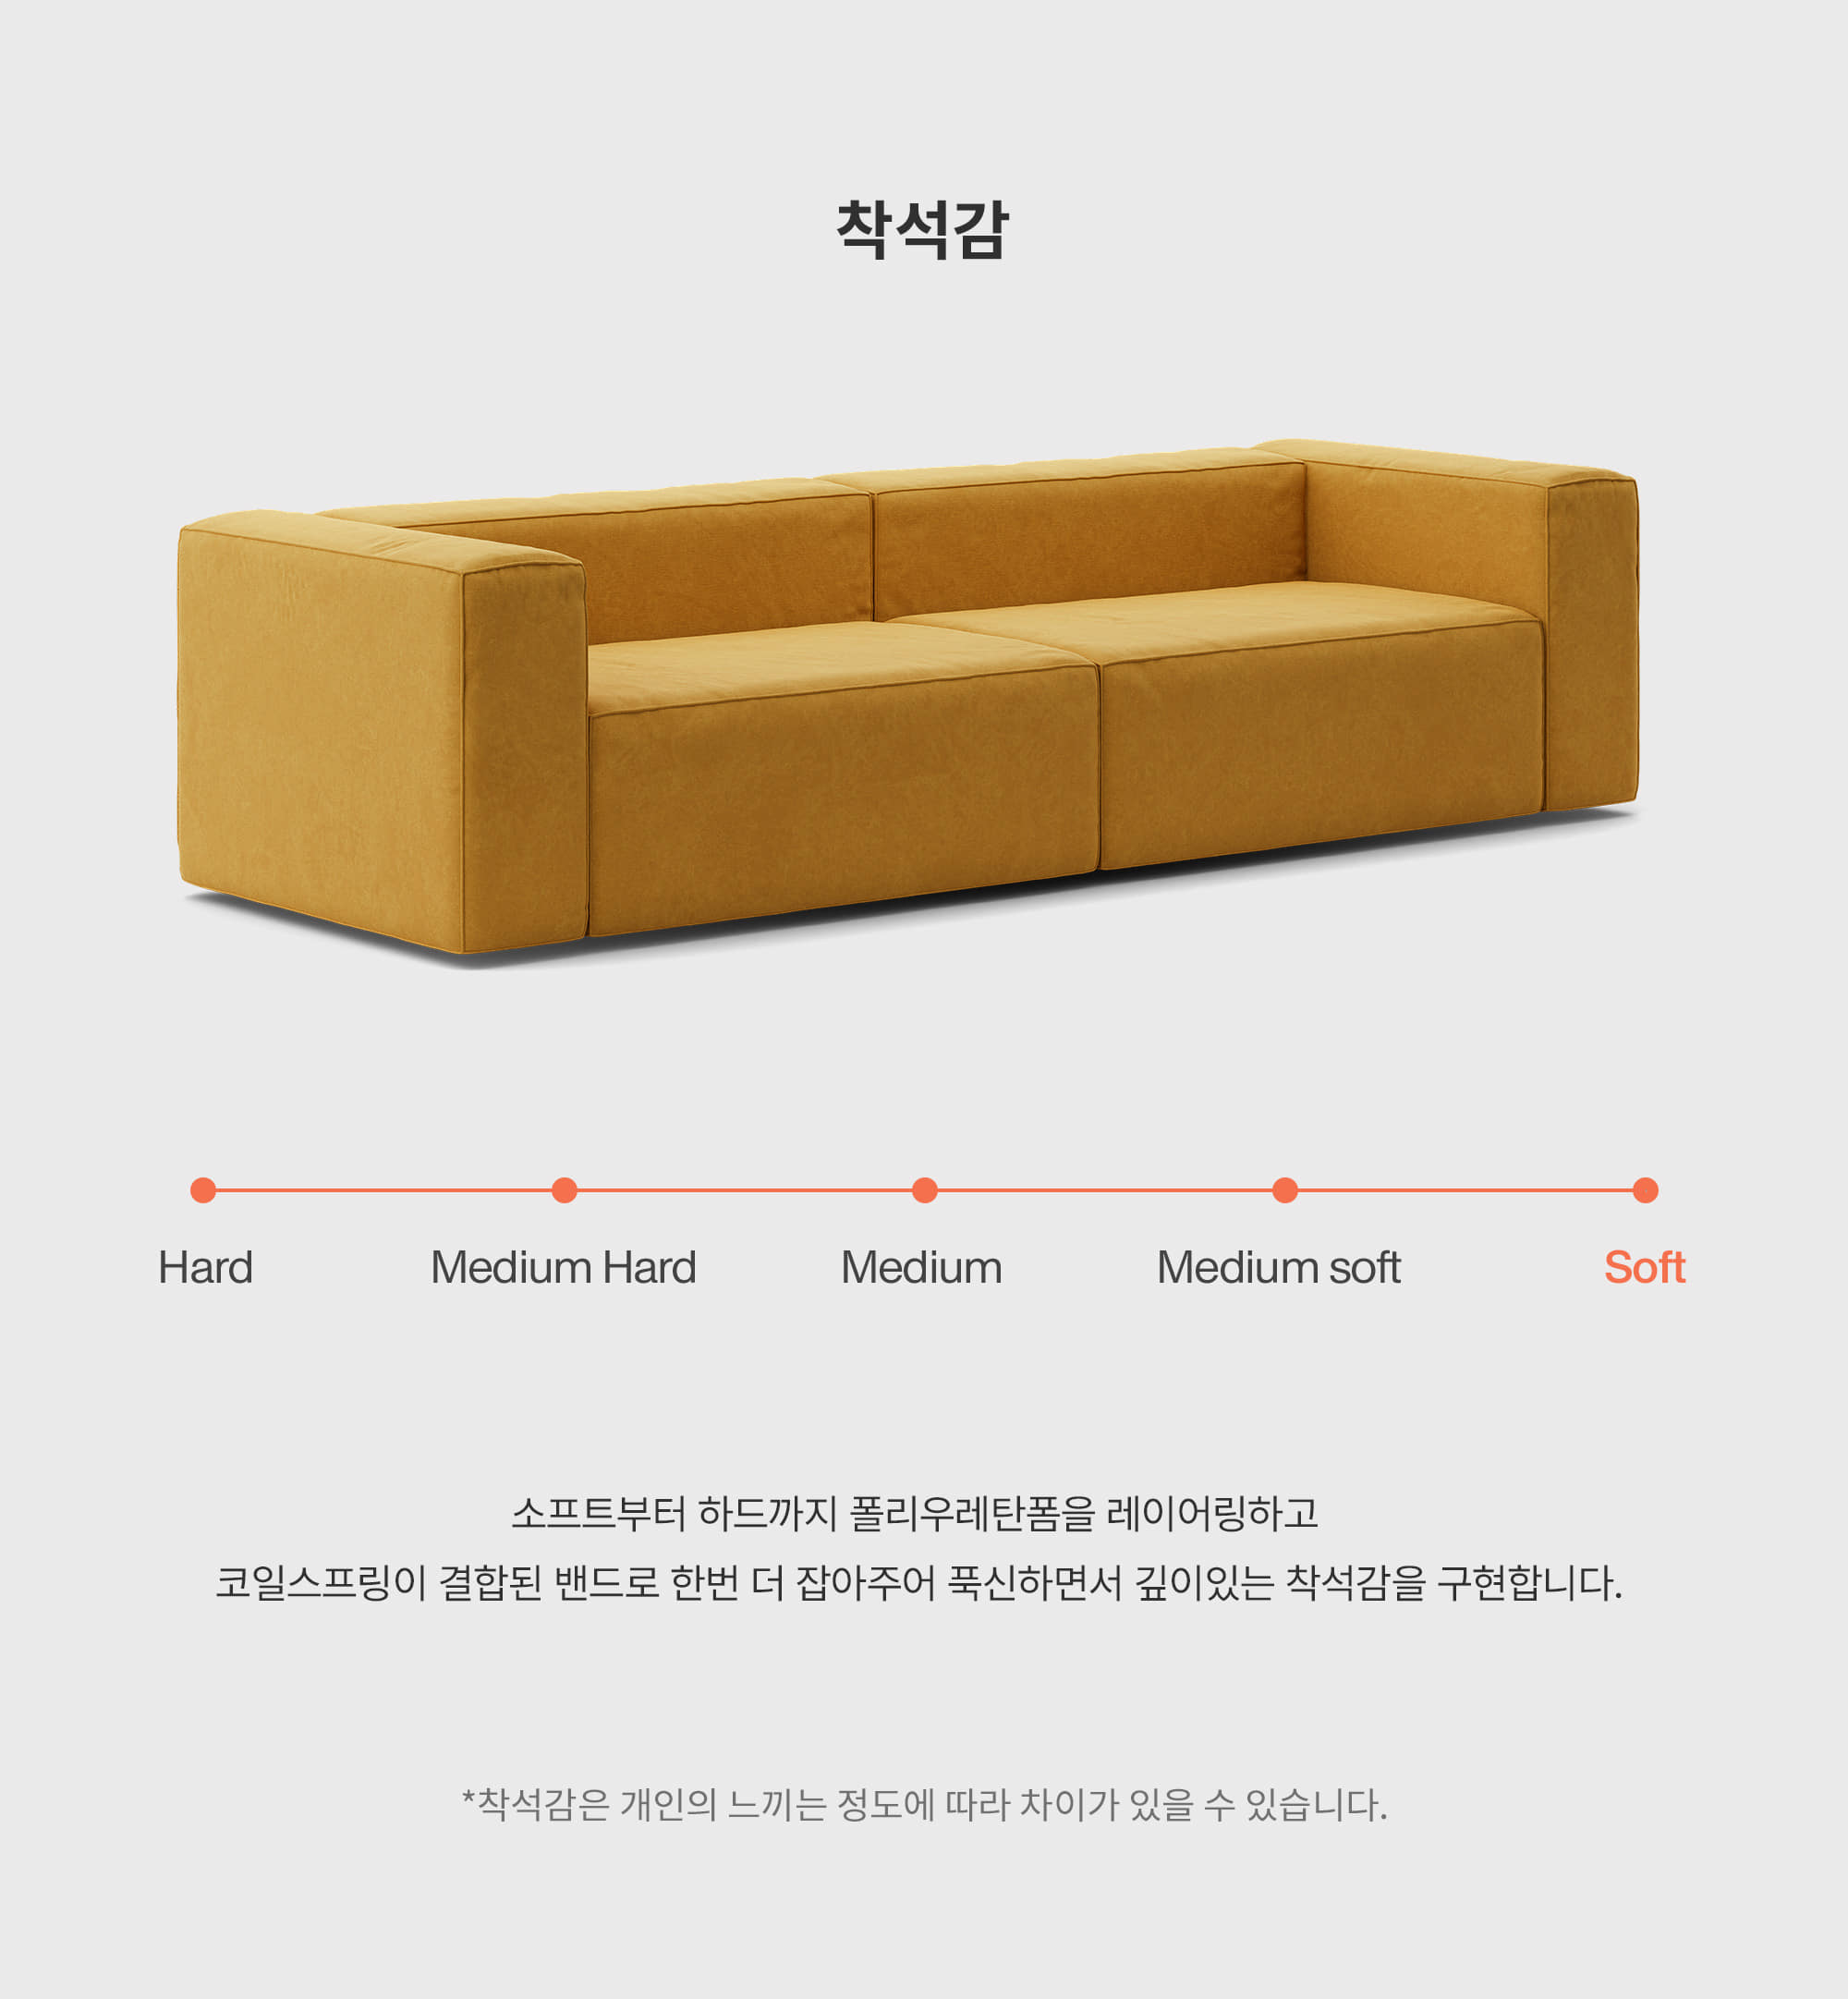 착석감
Hard
Medium Hard
Medium
Medium soft
Soft
소프트부터 하드까지 폴리우레탄폼을 레이어링하고
코일스프링이 결합된 밴드로 한번 더 잡아주어 푹신하면서 깊이있는 착석감을 구현합니다.
*착석감은 개인의 느끼는 정도에 따라 차이가 있을 수 있습니다.